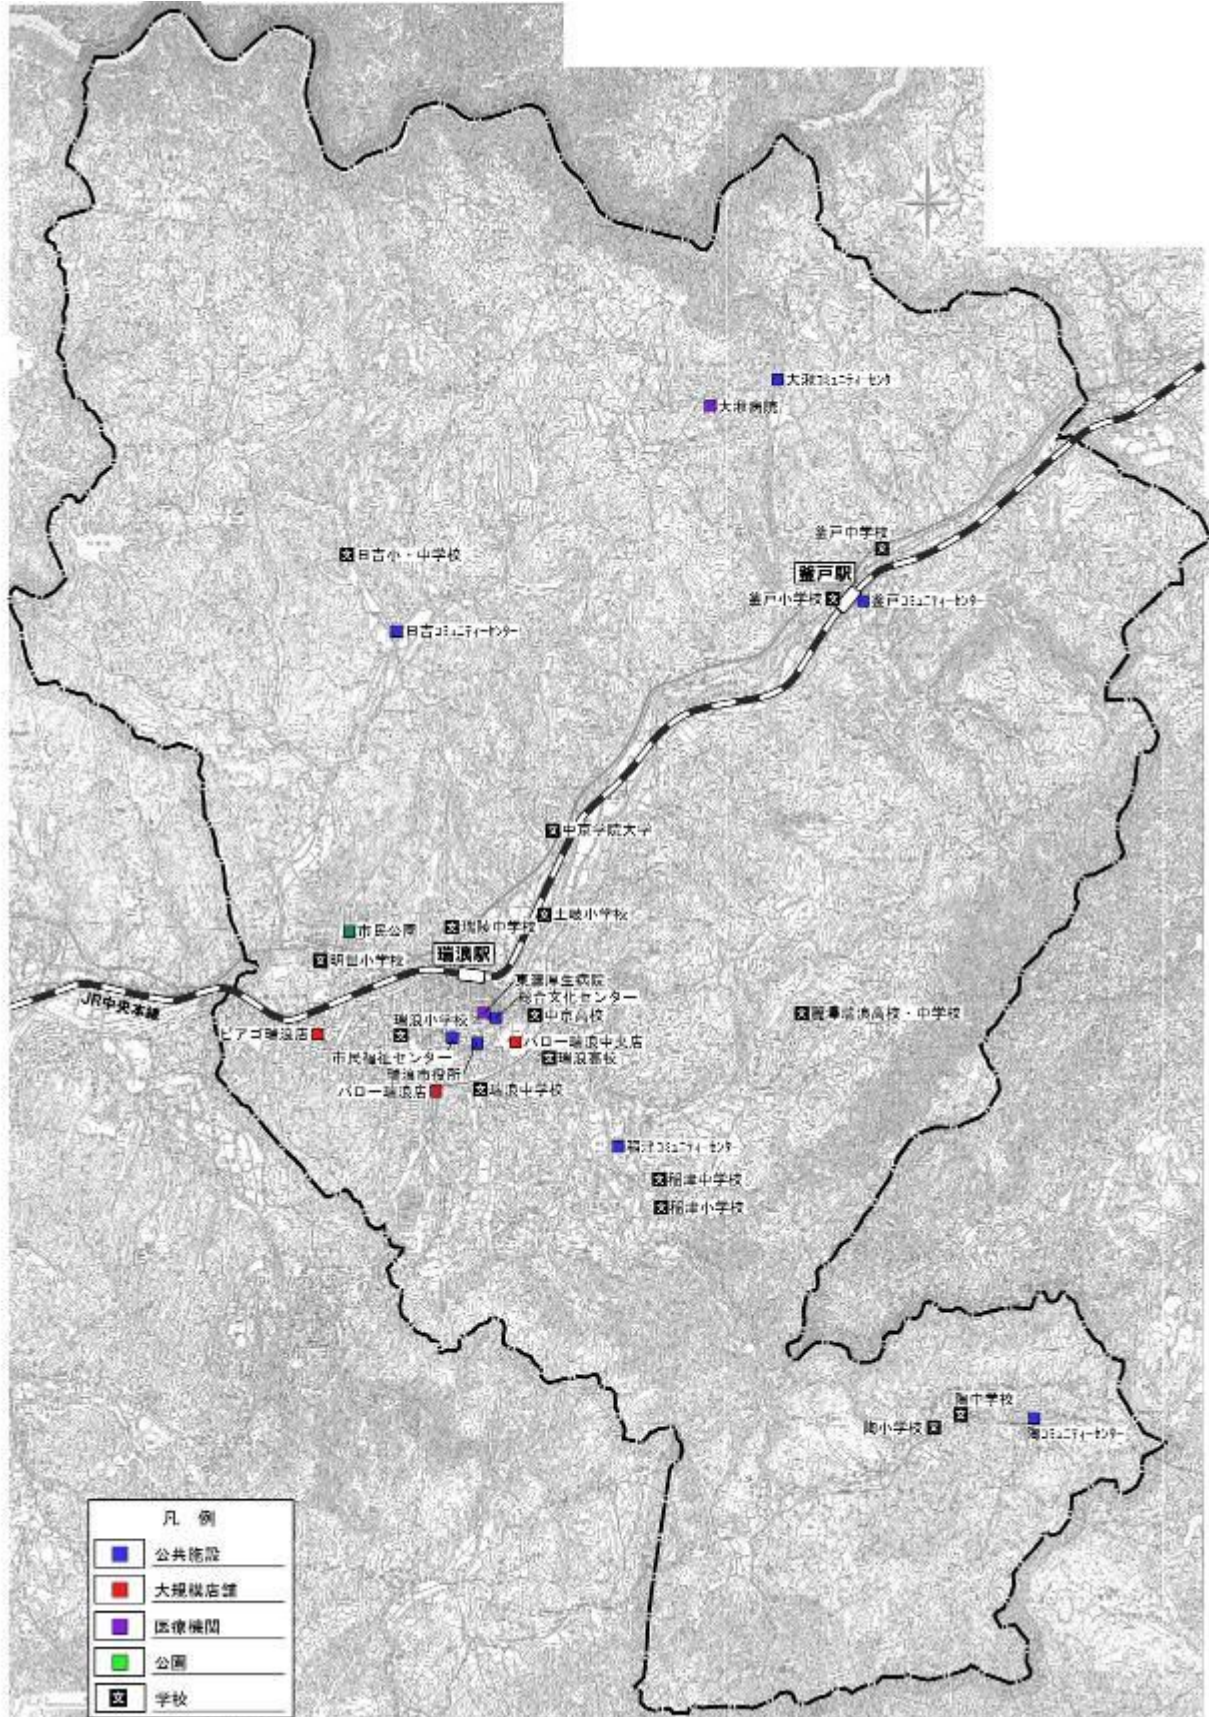 大湫コミュニティーセンタ
大湫病院
釜戸中学校
日吉小・中学校
釜戸駅
釜戸小学校
釜戸コミュニティーセンター
日吉コミュニティーセンター
中京学院大学
土岐小学校
市民公園
瑞陵中学校
明世小学校
瑞浪駅
東濃厚生病院
総合文化センター
JR中央本線
瑞浪小学校
中京高校
麗澤瑞浪高校・中学校
ピアゴ瑞浪店
バロー瑞浪中央店
市民福祉センター
瑞浪高校
瑞浪市役所
バロー瑞浪店
瑞浪中学校
稲津コミュニティーセンター
稲津中学校
稲津小学校
陶中学校
陶小学校
陶コミュニティーセンター
凡 例
公共施設
大規模店舗
医療機関
公園
文 学校